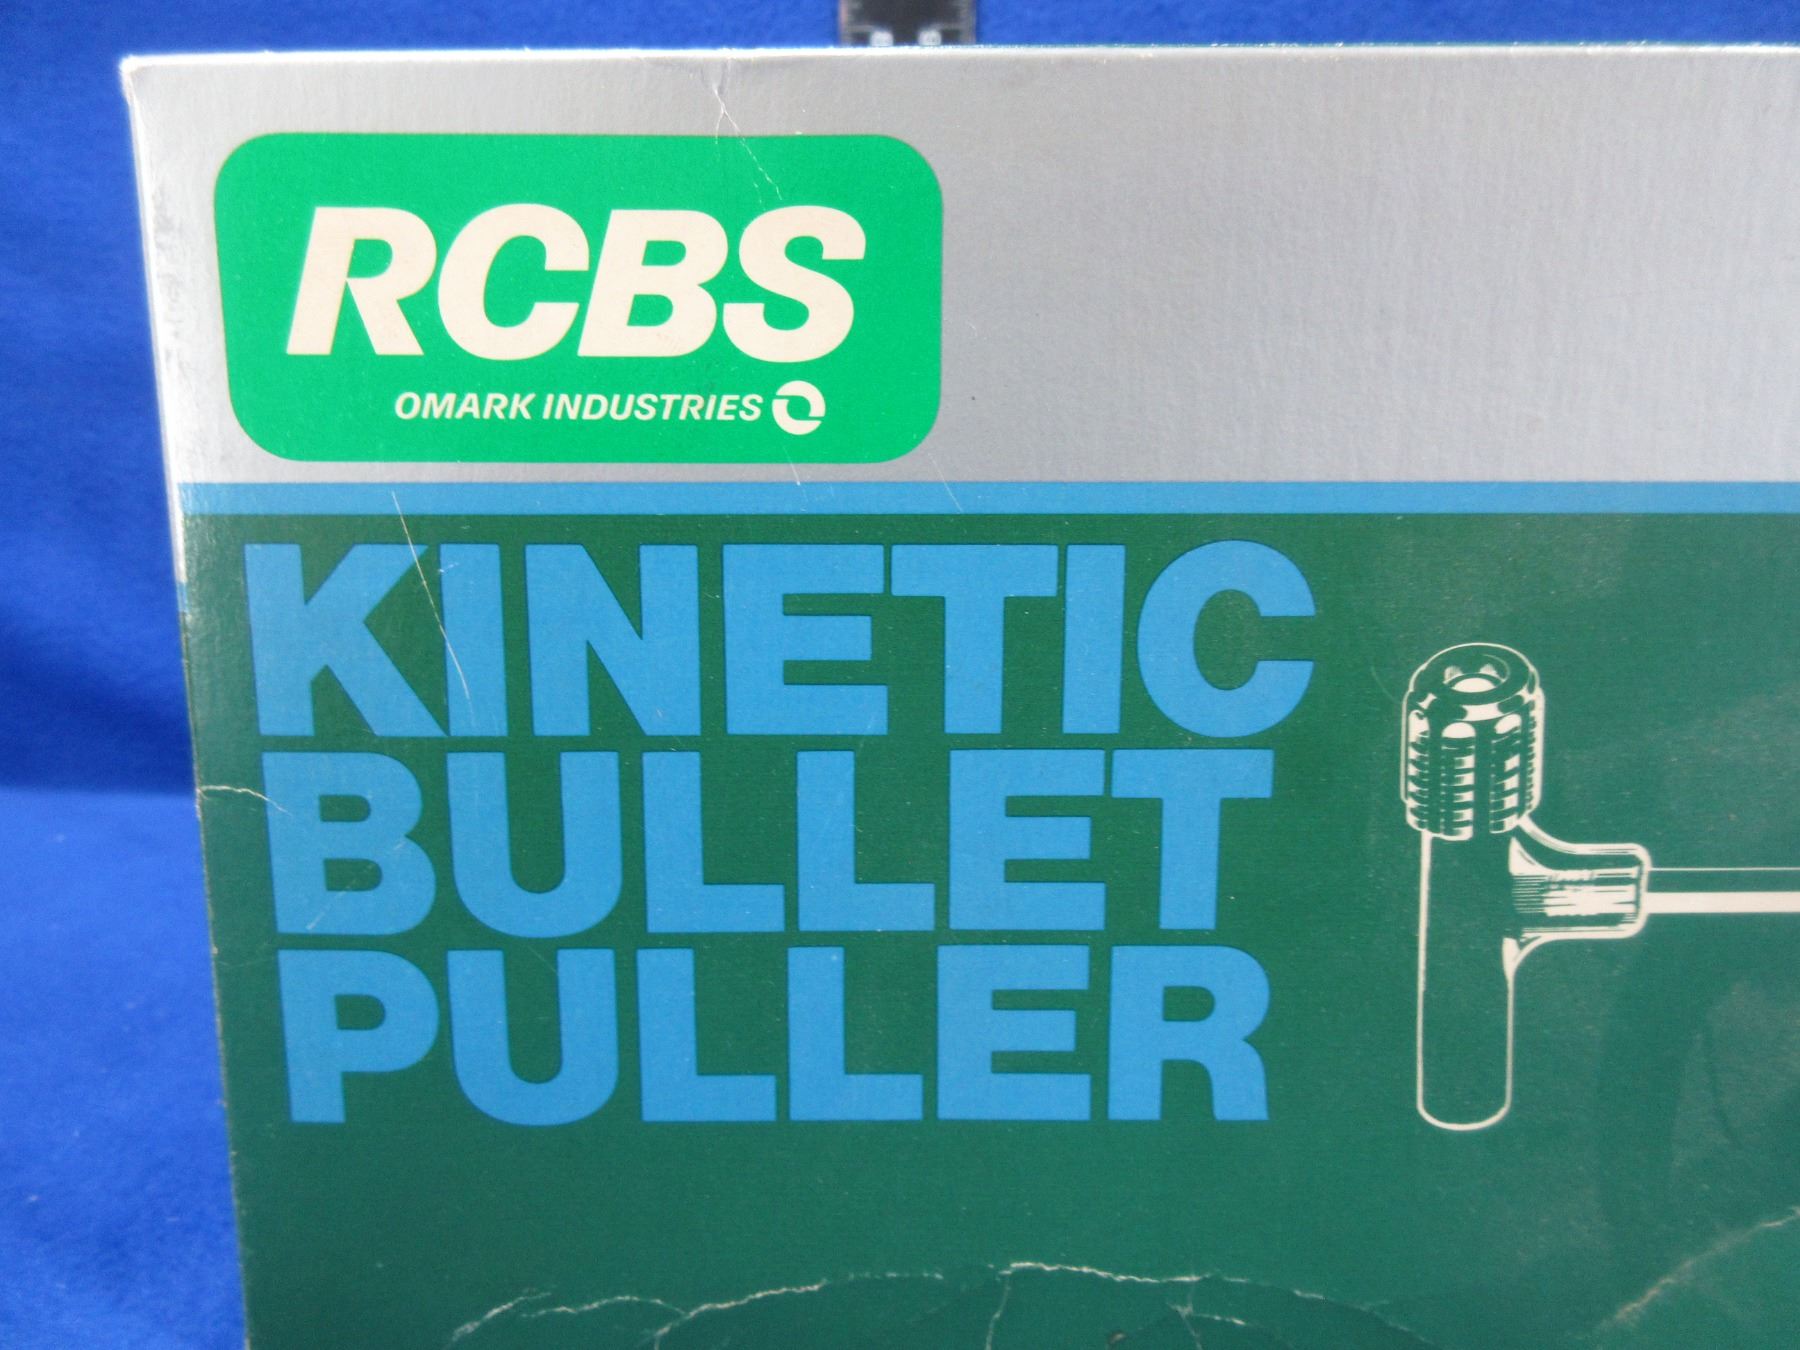 RCBS
OMARK INDUSTRIES
KINETIC
BULLET
PULLER